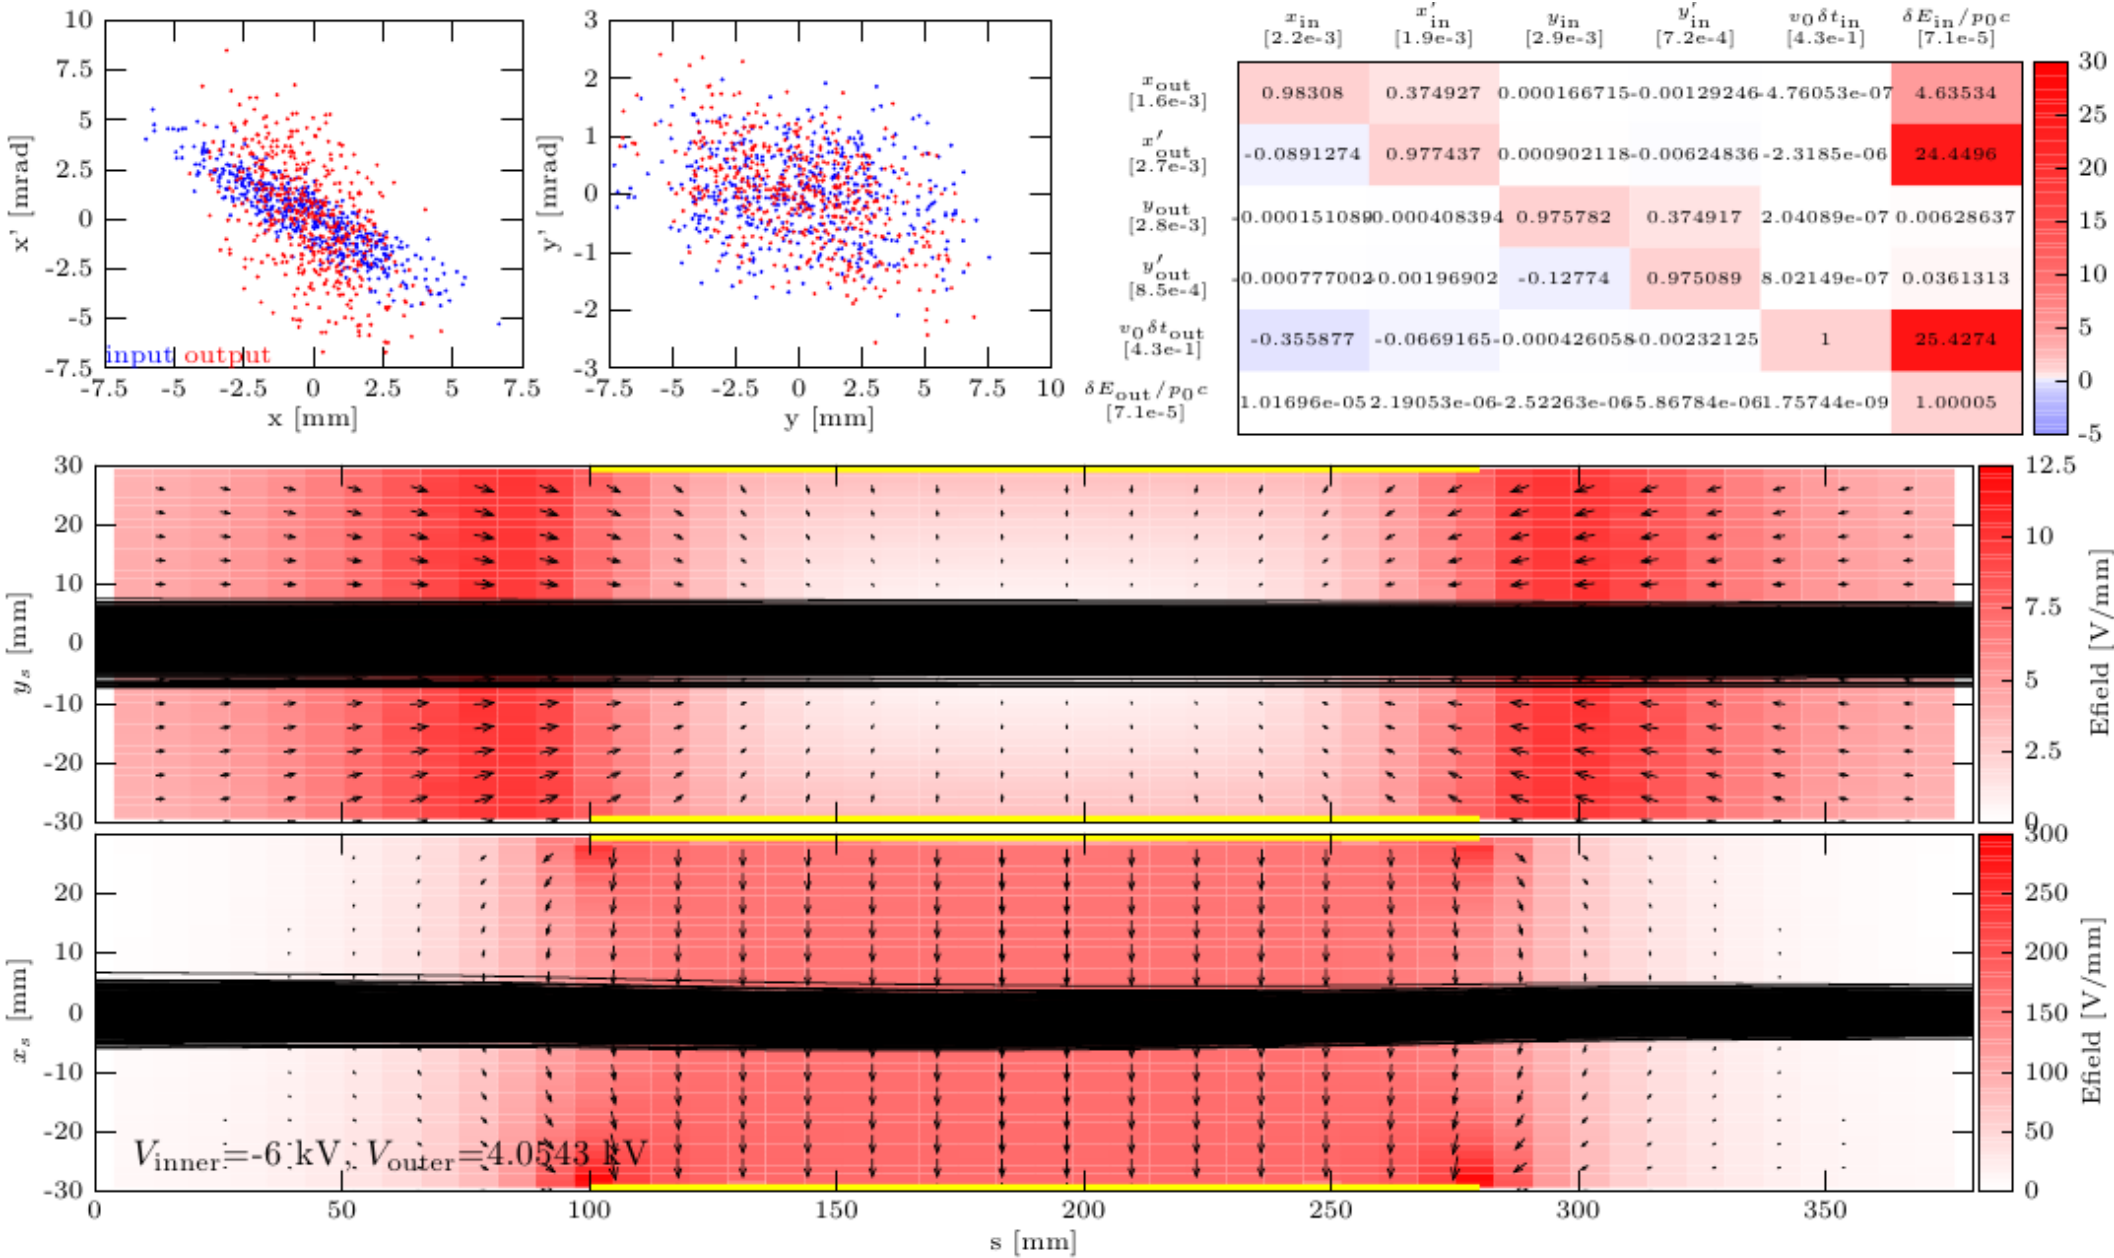 10
7.5
5
2.5
0
-2.5
-5
-7.5
x' [mrad]
input output
-7.5 -5 -2.5 0 2.5 5 7.5
x [mm]
3
2
1
0
-1
-2
-3
y' [mrad]
-7.5 -5 -2.5 0 2.5 5 7.5 10
y [mm]
x_in x'_in y_in y'_in v₀δt_in δE_in/p₀c
[2.2e-3] [1.9e-3] [2.9e-3] [7.2e-4] [4.3e-1] [7.1e-5]
x_out
[1.6e-3]
0.98308 0.374927 0.000166715 -0.00129246 -4.76053e-07 4.63534
x'_out
[2.7e-3]
-0.0891274 0.977437 0.000902118 -0.00624836 -2.3185e-06 24.4496
y_out
[2.8e-3]
-0.000151089 0.000408394 0.975782 0.374917 2.04089e-07 0.00628637
y'_out
[8.5e-4]
-0.000777002 -0.00196902 -0.12774 0.975089 8.02149e-07 0.0361313
v₀δt_out
[4.3e-1]
-0.355877 -0.0669165 -0.000426058 -0.00232125 1 25.4274
δE_out/p₀c
[7.1e-5]
1.01696e-05 2.19053e-06 -2.52263e-06 5.86784e-06 1.75744e-09 1.00005
30
25
20
15
10
5
0
-5
30
20
10
0
-10
-20
-30
y_s [mm]
12.5
10
7.5
5
2.5
0
Efield [V/mm]
20
10
0
-10
-20
-30
x_s [mm]
V_inner=-6 kV, V_outer=4.0543 kV
300
250
200
150
100
50
0
Efield [V/mm]
0 50 100 150 200 250 300 350
s [mm]